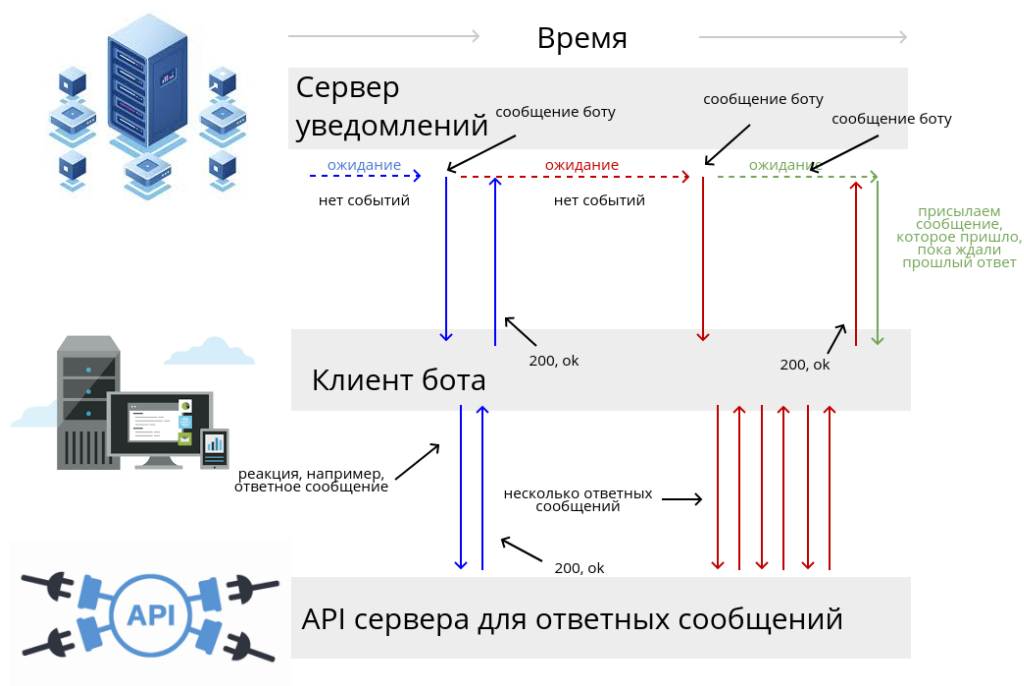 Время
Сервер
уведомлений
сообщение боту
сообщение боту
сообщение боту
ожидание
ожидание
ожидание
нет событий
нет событий
присылаем
сообщение,
которое пришло,
пока ждали
прошлый ответ
200, ok
200, ok
Клиент бота
реакция, например,
ответное сообщение
несколько ответных
сообщений
200, ok
API
API сервера для ответных сообщений